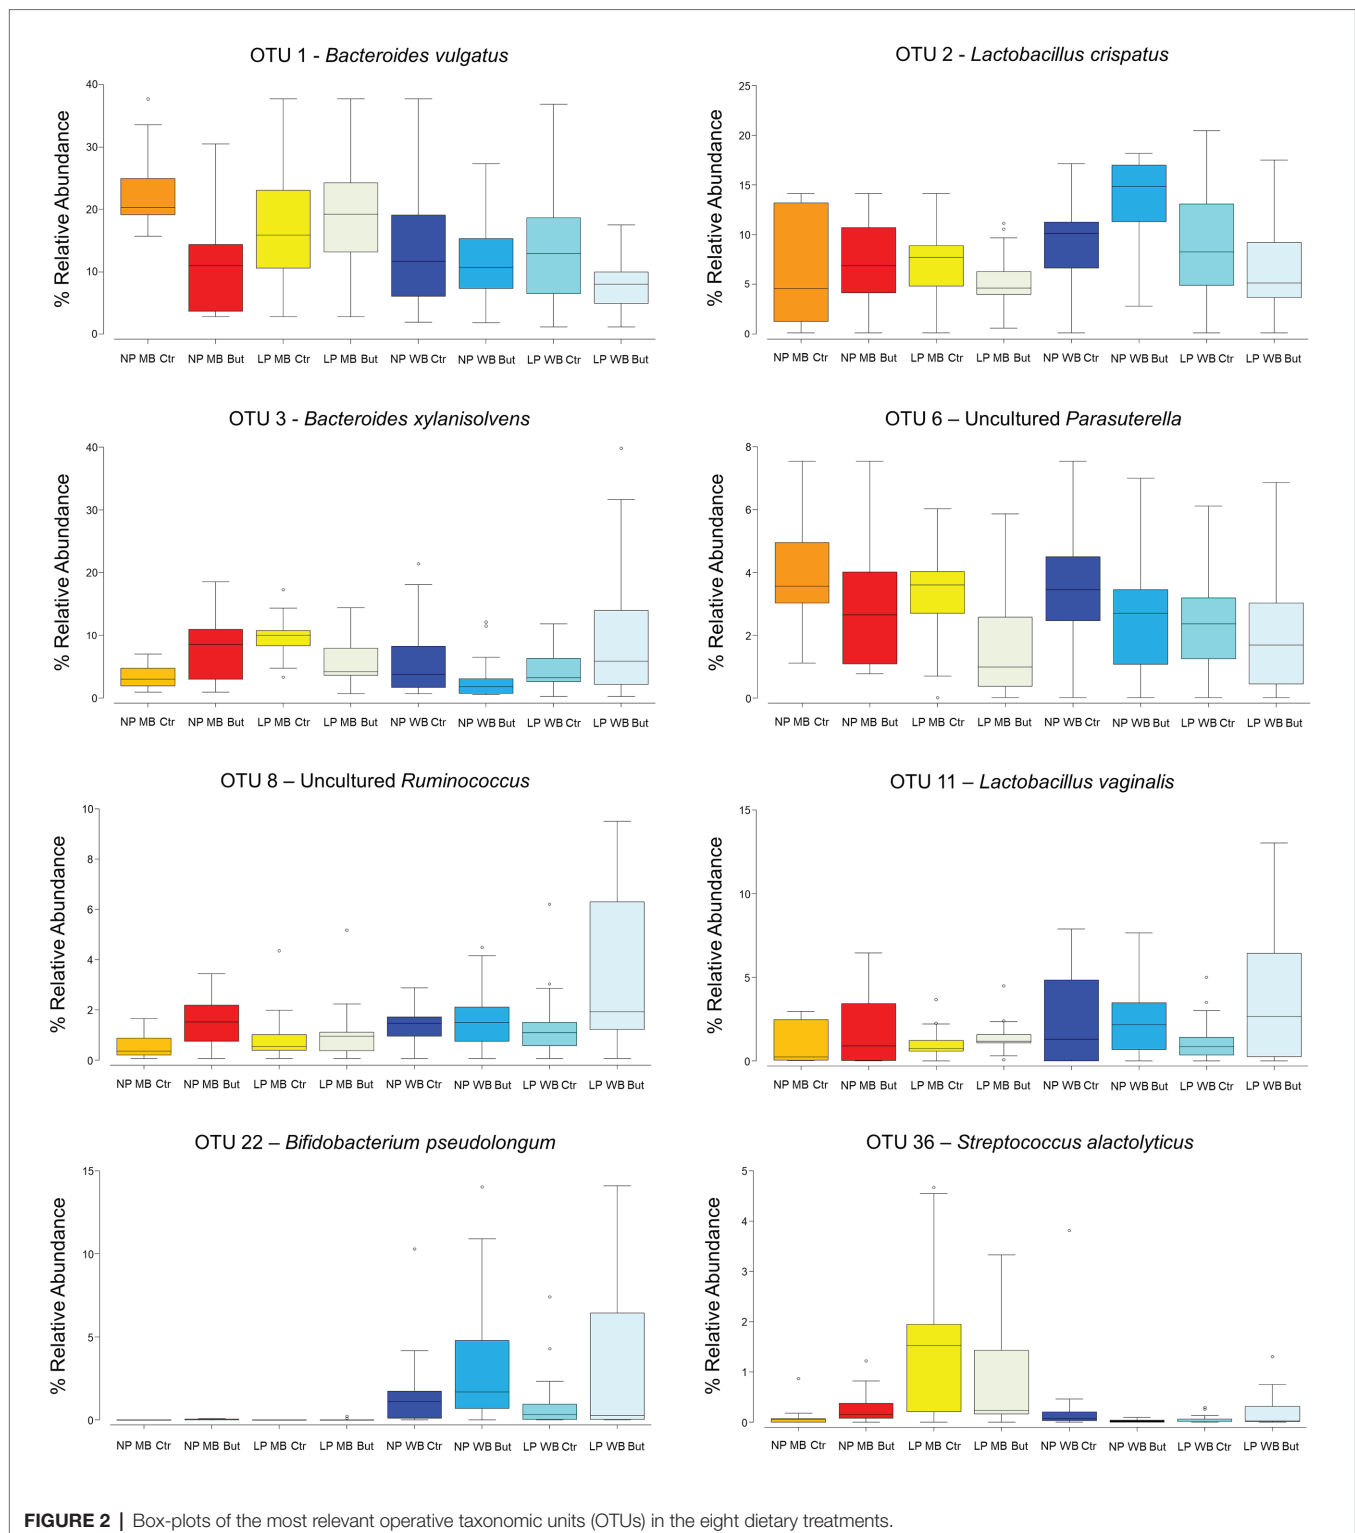 OTU 1 - Bacteroides vulgatus
% Relative Abundance
40
30
20
10
0
NP MB Ctr NP MB But LP MB Ctr LP MB But NP WB Ctr NP WB But LP WB Ctr LP WB But
OTU 2 - Lactobacillus crispatus
% Relative Abundance
25
20
15
10
5
0
NP MB Ctr NP MB But LP MB Ctr LP MB But NP WB Ctr NP WB But LP WB Ctr LP WB But
OTU 3 - Bacteroides xylanisolvens
% Relative Abundance
40
30
20
10
0
NP MB Ctr NP MB But LP MB Ctr LP MB But NP WB Ctr NP WB But LP WB Ctr LP WB But
OTU 6 – Uncultured Parasuterella
% Relative Abundance
8
6
4
2
0
NP MB Ctr NP MB But LP MB Ctr LP MB But NP WB Ctr NP WB But LP WB Ctr LP WB But
OTU 8 – Uncultured Ruminococcus
% Relative Abundance
10
8
6
4
2
0
NP MB Ctr NP MB But LP MB Ctr LP MB But NP WB Ctr NP WB But LP WB Ctr LP WB But
OTU 11 – Lactobacillus vaginalis
% Relative Abundance
15
10
5
0
NP MB Ctr NP MB But LP MB Ctr LP MB But NP WB Ctr NP WB But LP WB Ctr LP WB But
OTU 22 – Bifidobacterium pseudolongum
% Relative Abundance
15
10
5
0
NP MB Ctr NP MB But LP MB Ctr LP MB But NP WB Ctr NP WB But LP WB Ctr LP WB But
OTU 36 – Streptococcus alactolyticus
% Relative Abundance
5
4
3
2
1
0
NP MB Ctr NP MB But LP MB Ctr LP MB But NP WB Ctr NP WB But LP WB Ctr LP WB But
FIGURE 2 | Box-plots of the most relevant operative taxonomic units (OTUs) in the eight dietary treatments.